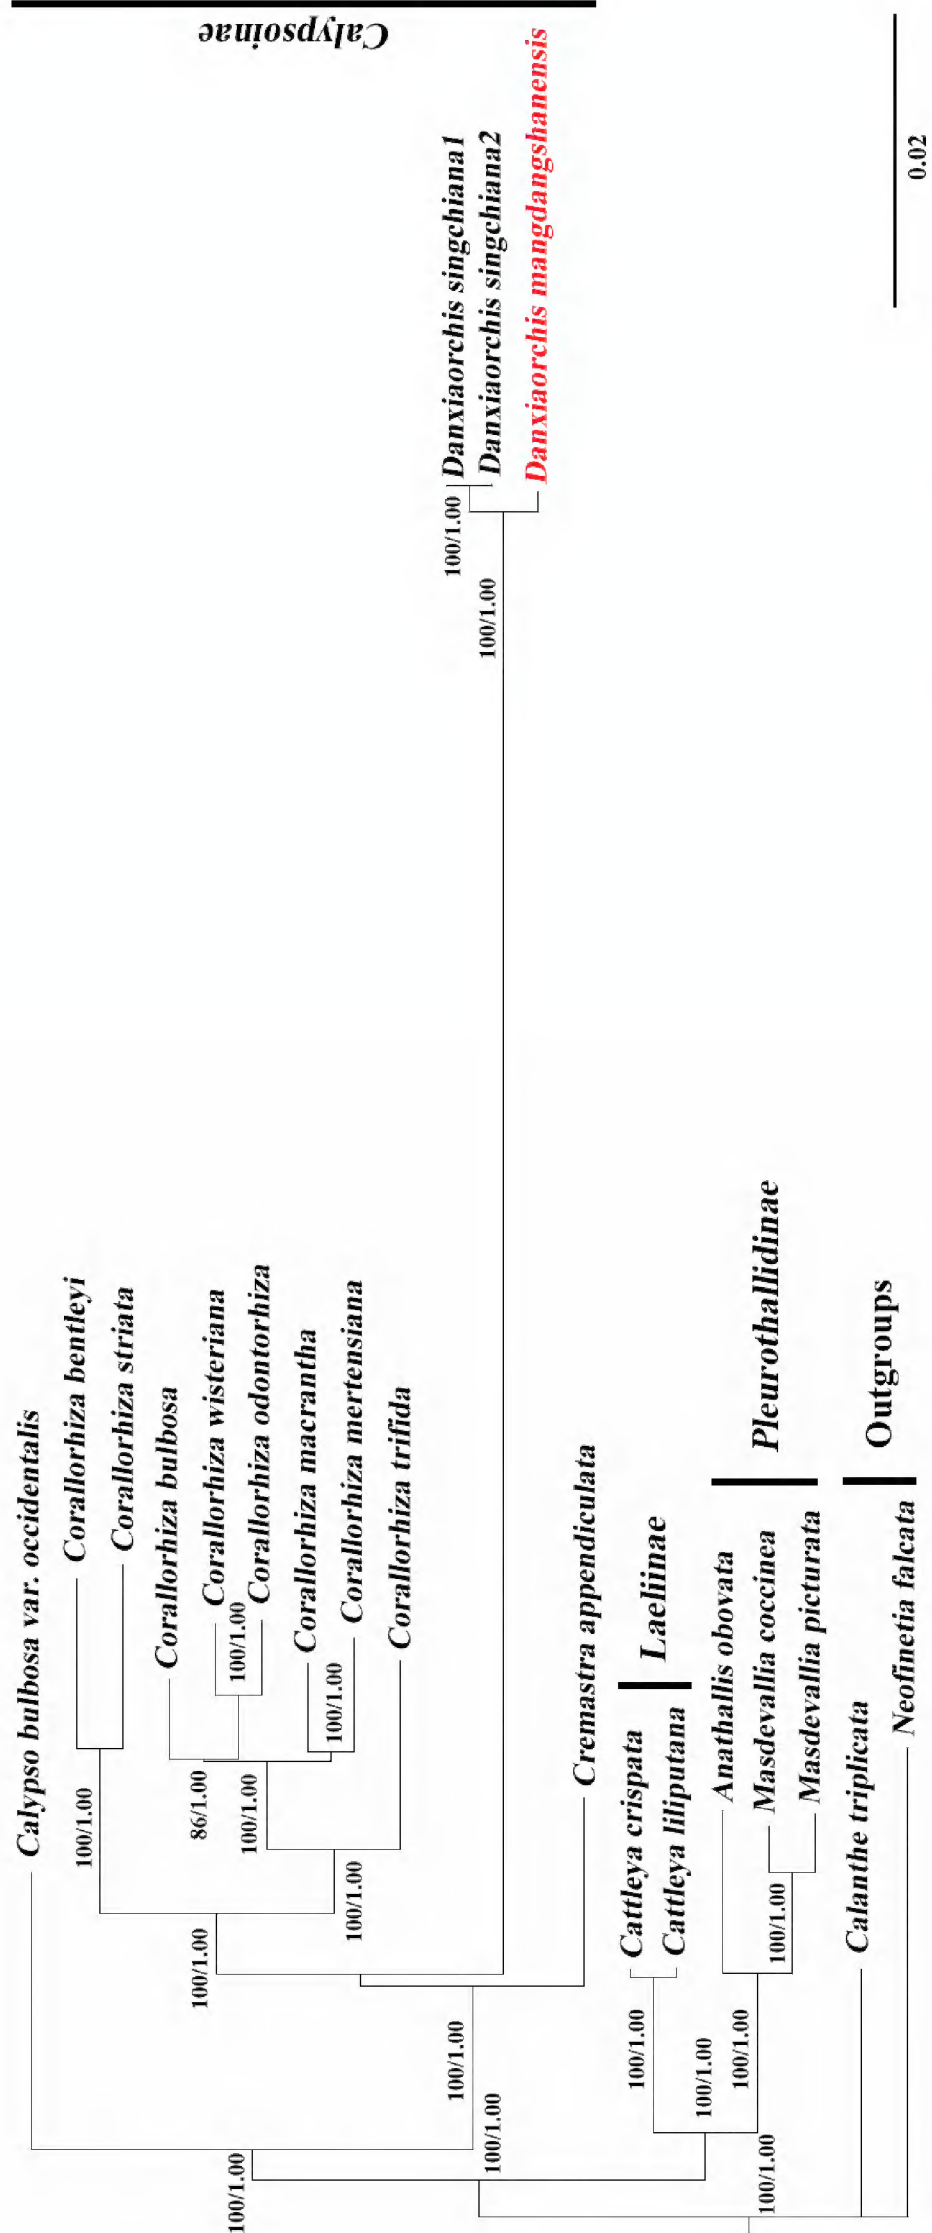 Calypso bulbosa var. occidentalis
Corallorhiza bentleyi
100/1.00
Corallorhiza striata
Corallorhiza bulbosa
86/1.00
100/1.00
Corallorhiza wisteriana
100/1.00
Corallorhiza odontorhiza
100/1.00
Corallorhiza macrantha
100/1.00
Corallorhiza mertensiana
100/1.00
Corallorhiza trifida
100/1.00
Danxiaorchis singchiana1
100/1.00
Danxiaorchis singchiana2
Danxiaorchis mangdangshanensis
Calypsoinae
100/1.00
Cremastra appendiculata
100/1.00
100/1.00
Cattleya crispata
100/1.00
Cattleya liliputana
Laeliinae
100/1.00
100/1.00
Anathallis obovata
Masdevallia coccinea
100/1.00
Masdevallia picturata
Pleurothallidinae
100/1.00
Calanthe triplicata
Neofinetia falcata
Outgroups
0.02